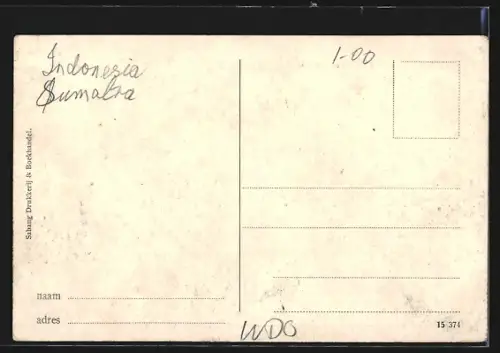 Indonesia
Sumatra
1-00
Sabang Drukkerij & Boekhandel.
naam
adres
WDO
15 374